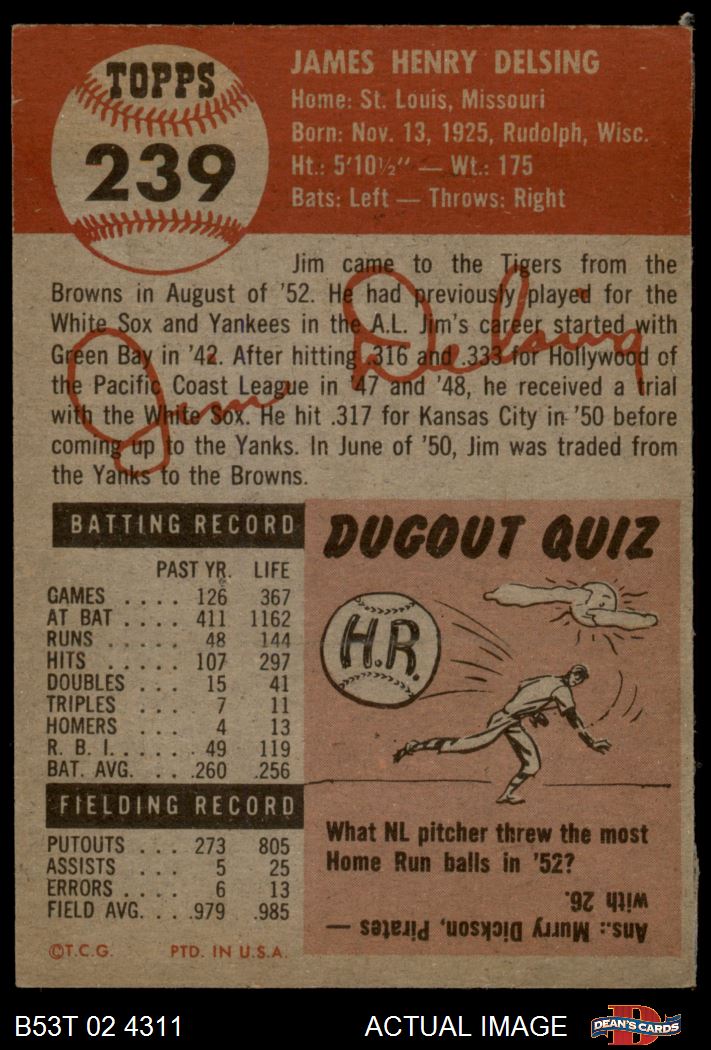 TOPPS
239
JAMES HENRY DELSING
Home: St. Louis, Missouri
Born: Nov. 13, 1925, Rudolph, Wisc.
Ht.: 5'10½" — Wt.: 175
Bats: Left — Throws: Right
Jim came to the Tigers from the
Browns in August of '52. He had previously played for the
White Sox and Yankees in the A.L. Jim's career started with
Green Bay in '42. After hitting .316 and .333 for Hollywood of
the Pacific Coast League in '47 and '48, he received a trial
with the White Sox. He hit .317 for Kansas City in '50 before
coming up to the Yanks. In June of '50, Jim was traded from
the Yanks to the Browns.
Jim Delsing
BATTING RECORD
PAST YR. LIFE
GAMES .... 126 367
AT BAT .... 411 1162
RUNS ..... 48 144
HITS ..... 107 297
DOUBLES ... 15 41
TRIPLES ... 7 11
HOMERS ... 4 13
R. B. I. ..... 49 119
BAT. AVG. ... .260 .256
FIELDING RECORD
PUTOUTS ... 273 805
ASSISTS ... 5 25
ERRORS .... 6 13
FIELD AVG. ... .979 .985
©T.C.G. PTD. IN U.S.A.
DUGOUT QUIZ
H.R.
What NL pitcher threw the most
Home Run balls in '52?
Ans.: Murry Dickson, Pirates —
with 26.
B53T 02 4311 ACTUAL IMAGE
D
DEAN'S CARDS